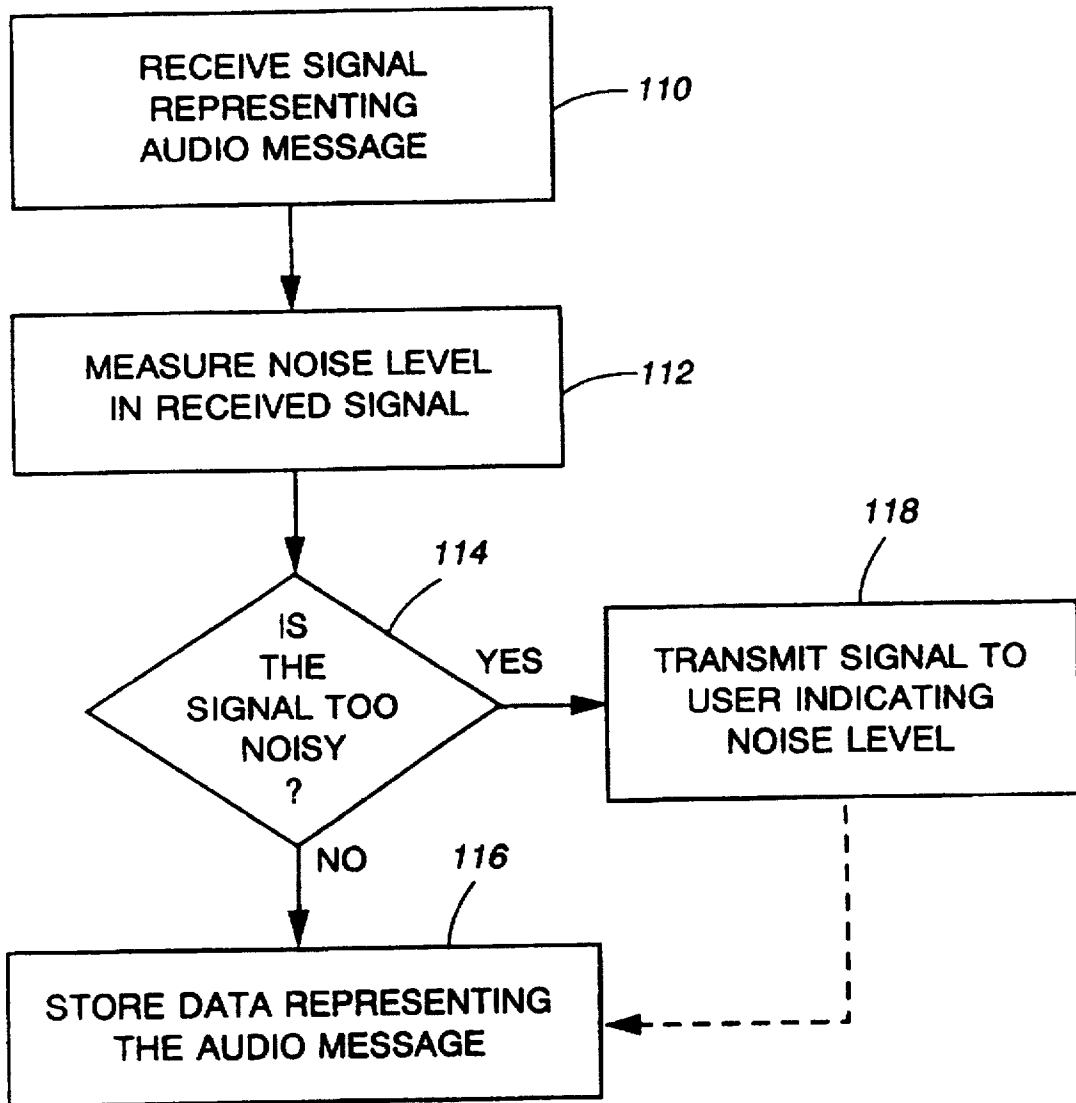 RECEIVE SIGNAL
REPRESENTING
AUDIO MESSAGE
110
MEASURE NOISE LEVEL
IN RECEIVED SIGNAL
112
114
IS
THE
SIGNAL TOO
NOISY
?
YES
118
TRANSMIT SIGNAL TO
USER INDICATING
NOISE LEVEL
NO
116
STORE DATA REPRESENTING
THE AUDIO MESSAGE